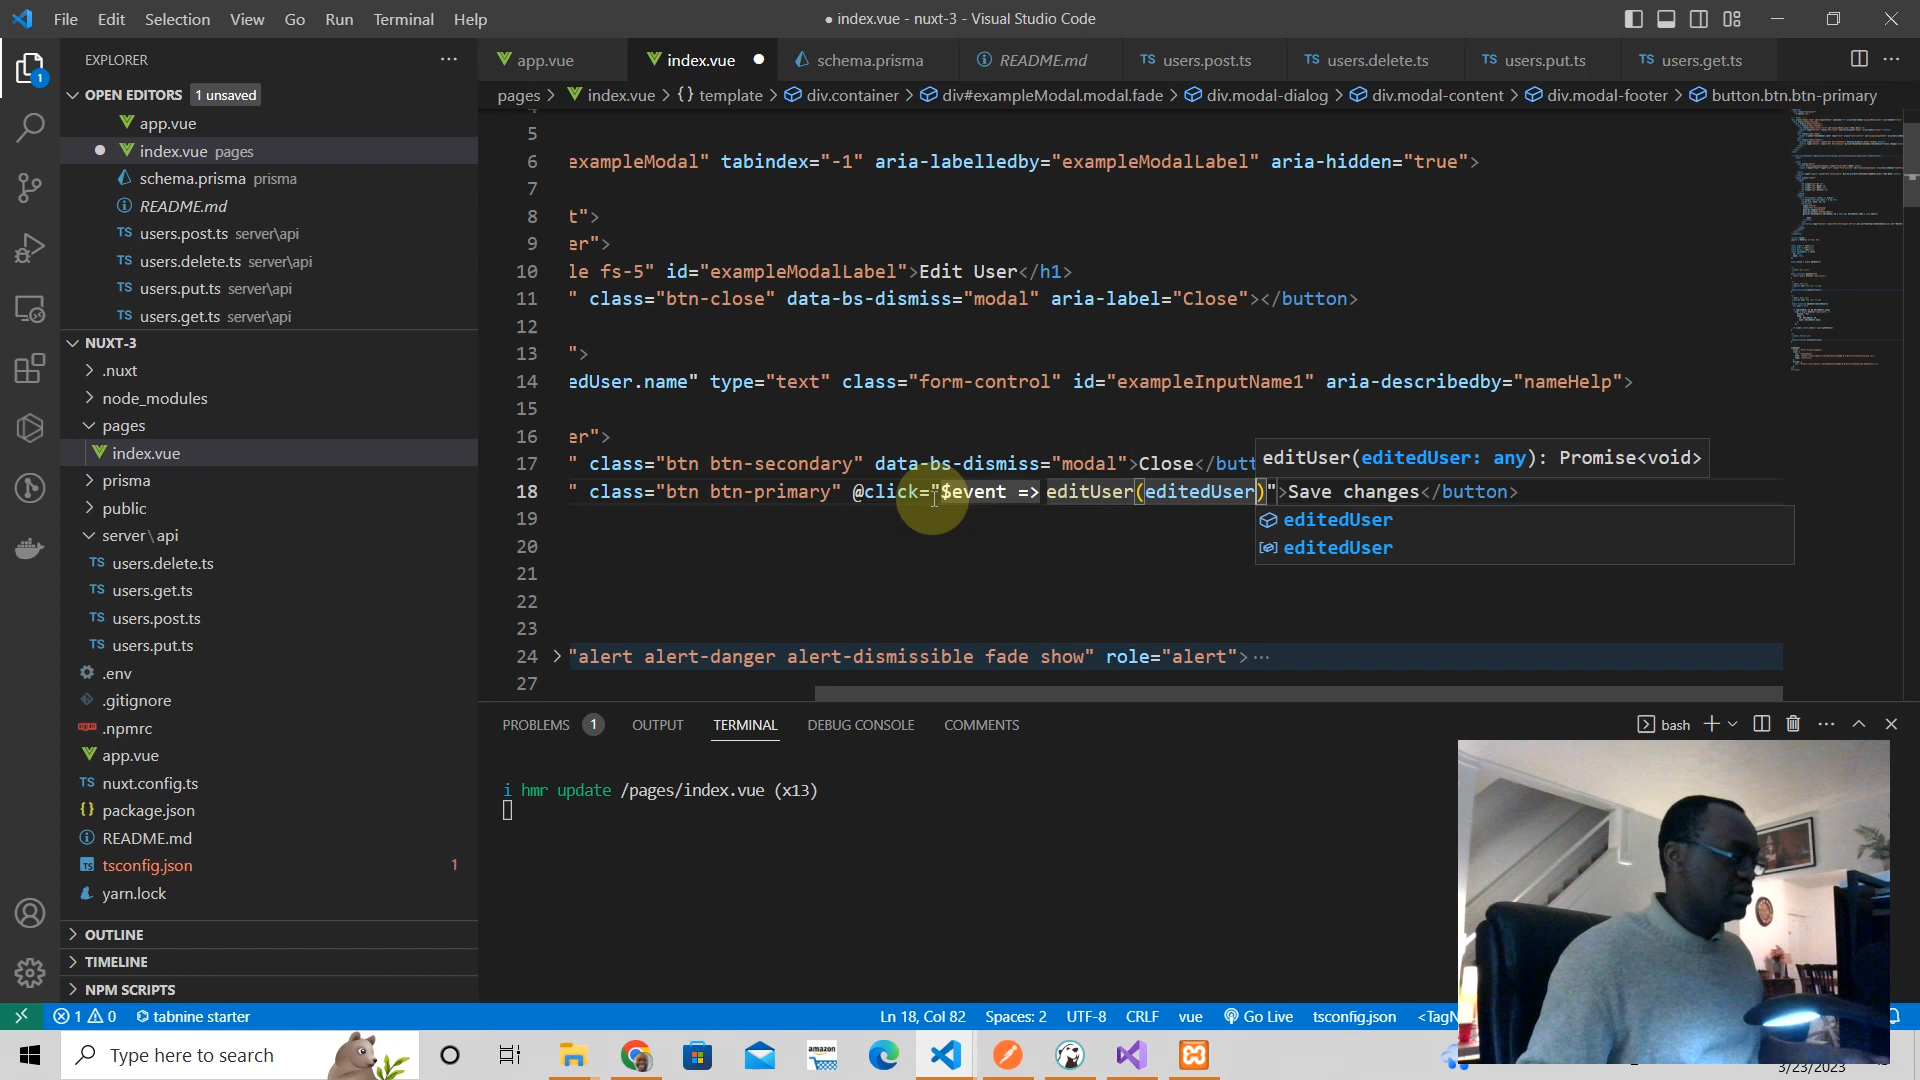 File Edit Selection View Go Run Terminal Help
● index.vue - nuxt-3 - Visual Studio Code
EXPLORER
OPEN EDITORS 1 unsaved
app.vue
index.vue pages
schema.prisma prisma
README.md
users.post.ts server\api
users.delete.ts server\api
users.put.ts server\api
users.get.ts server\api
NUXT-3
.nuxt
node_modules
pages
index.vue
prisma
public
server\api
users.delete.ts
users.get.ts
users.post.ts
users.put.ts
.env
.gitignore
.npmrc
app.vue
nuxt.config.ts
package.json
README.md
tsconfig.json 1
yarn.lock
OUTLINE
TIMELINE
NPM SCRIPTS
app.vue index.vue schema.prisma README.md users.post.ts users.delete.ts users.put.ts users.get.ts
pages > index.vue > {} template > div.container > div#exampleModal.modal.fade > div.modal-dialog > div.modal-content > div.modal-footer > button.btn.btn-primary
5
6 exampleModal" tabindex="-1" aria-labelledby="exampleModalLabel" aria-hidden="true">
7
8 t">
9 er">
10 le fs-5" id="exampleModalLabel">Edit User</h1>
11 " class="btn-close" data-bs-dismiss="modal" aria-label="Close"></button>
12
13 ">
14 edUser.name" type="text" class="form-control" id="exampleInputName1" aria-describedby="nameHelp">
15
16 er">
17 " class="btn btn-secondary" data-bs-dismiss="modal">Close</butt
editUser(editedUser: any): Promise<void>
18 " class="btn btn-primary" @click="$event => editUser(editedUser)">Save changes</button>
editedUser
editedUser
19
20
21
22
23
24 "alert alert-danger alert-dismissible fade show" role="alert">···
27
PROBLEMS 1 OUTPUT TERMINAL DEBUG CONSOLE COMMENTS
bash
i hmr update /pages/index.vue (x13)
1 0 tabnine starter
Ln 18, Col 82 Spaces: 2 UTF-8 CRLF vue Go Live tsconfig.json <TagN
Type here to search
amazon
3/23/2023